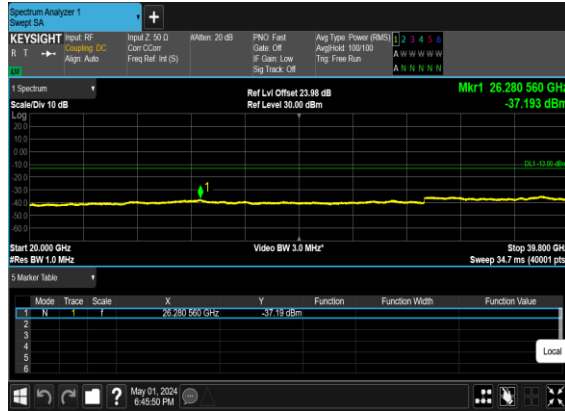 Spectrum Analyzer 1
Swept SA
+
KEYSIGHT Input: RF Input Z: 50 Ω #Atten: 20 dB PNO: Fast Avg Type: Power (RMS) 1 2 3 4 5 6
R T Coupling: DC Corr CCorr Gate: Off Avg|Hold: 100/100 A W W W W W
Align: Auto Freq Ref: Int (S) IF Gain: Low Trig: Free Run
Sig Track: Off A N N N N N
1 Spectrum Ref Lvl Offset 23.98 dB Mkr1 26.280 560 GHz
Scale/Div 10 dB Ref Level 30.00 dBm -37.193 dBm
Log
20.0
10.0
0.00
-10.0 DL1 -13.00 dBm
-20.0
-30.0 1
-40.0
-50.0
-60.0
Start 20.000 GHz Video BW 3.0 MHz* Stop 39.800 GHz
#Res BW 1.0 MHz Sweep 34.7 ms (40001 pts)
5 Marker Table
Mode Trace Scale X Y Function Function Width Function Value
1 N 1 f 26.280 560 GHz -37.19 dBm
2
3
4
5
6
Local
? May 01, 2024
6:45:50 PM